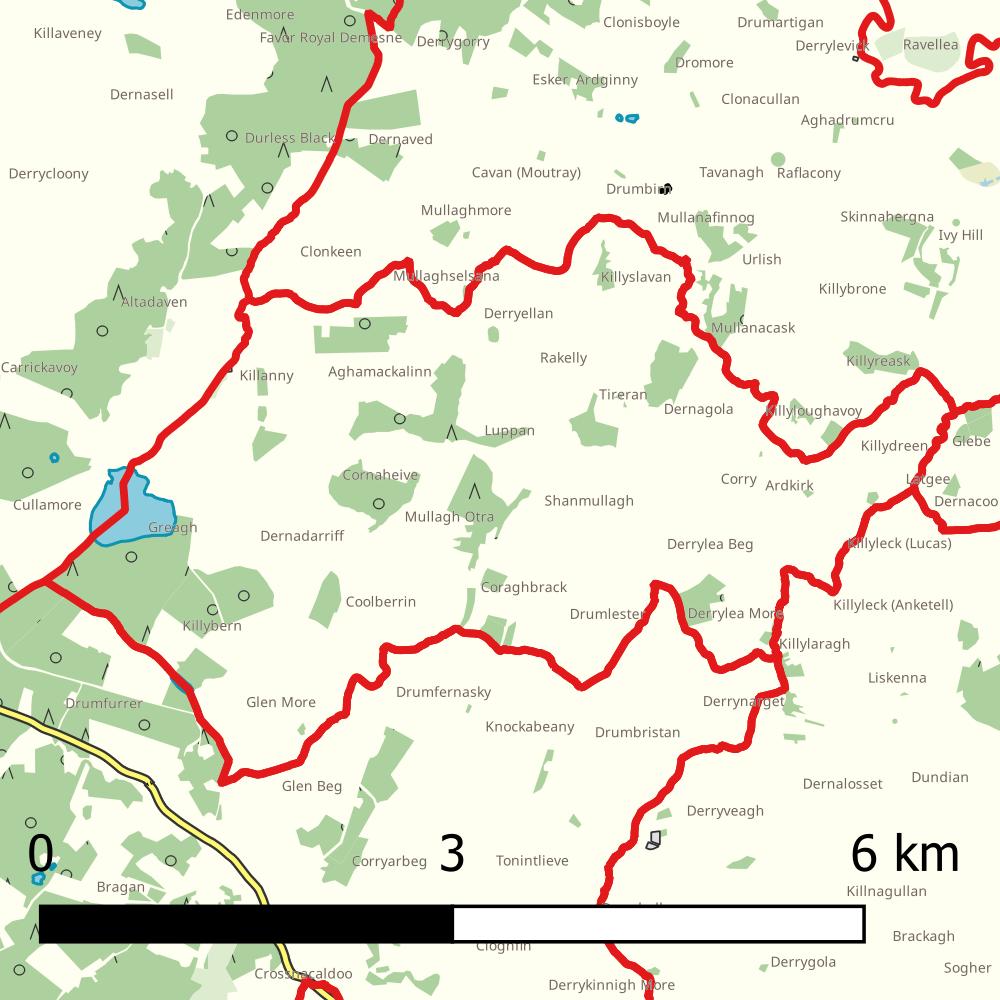 Edenmore
Clonisboyle
Drumartigan
Killaveney
Favor Royal Demesne
Derrygorry
Derrylevick
Ravellea
Dromore
Esker
Ardginny
Dernasell
Clonacullan
Aghadrumcru
Durless Black
Dernaved
Derrycloony
Cavan (Moutray)
Tavanagh
Raflacony
Mullaghmore
Mullanafinnog
Skinnahergna
Ivy Hill
Clonkeen
Urlish
Mullaghselsana
Killyslavan
Killybrone
Altadaven
Derryellan
Mullanacask
Carrickavoy
Killanny
Aghamackalinn
Rakelly
Killyreask
Tireran
Dernagola
Killyloughavoy
Luppan
Killydreen
Glebe
Cornaheive
Corry
Ardkirk
Latgee
Cullamore
Shanmullagh
Dernacoo
Mullagh Otra
Greagh
Dernadarriff
Derrylea Beg
Killyleck (Lucas)
Coraghbrack
Coolberrin
Drumlester
Derrylea More
Killyleck (Anketell)
Killybern
Killylaragh
Liskenna
Drumfurrer
Glen More
Drumfernasky
Derrynarget
Knockabeany
Drumbristan
Glen Beg
Dernalosset
Dundian
Derryveagh
0 3 6 km
Corryarbeg
Tonintlieve
Bragan
Killnagullan
Cloghfin
Brackagh
Crosshacaldoo
Derrygola
Sogher
Derrykinnigh More